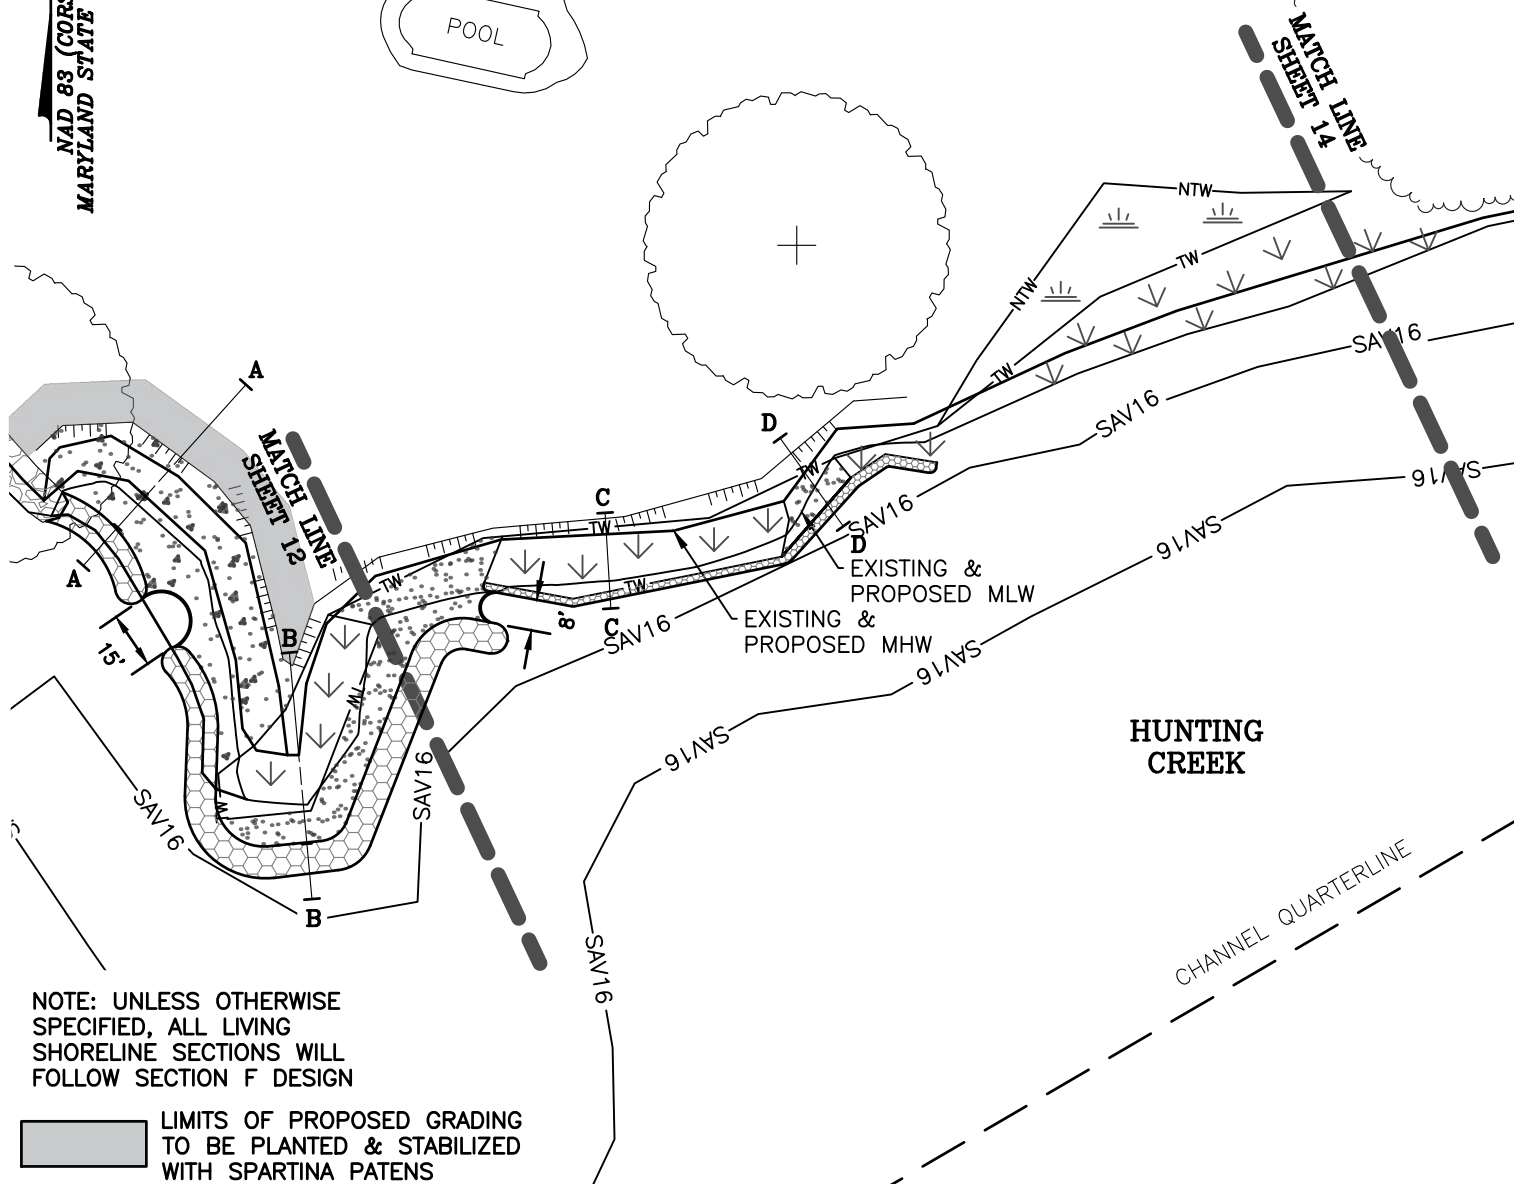 NAD 83 (CORS
MARYLAND STATE
POOL
MATCH LINE
SHEET 14
NTW
NTW
TW
TW
SAV16
SAV16
SAV16
SAV16
SAV16
SAV16
SAV16
SAV16
SAV16
SAV16
SAV16
A
A
MATCH LINE
SHEET 12
B
B
C
C
D
D
TW
TW
TW
TW
TW
15'
8'
EXISTING &
PROPOSED MLW
EXISTING &
PROPOSED MHW
HUNTING
CREEK
CHANNEL QUARTERLINE
NOTE: UNLESS OTHERWISE
SPECIFIED, ALL LIVING
SHORELINE SECTIONS WILL
FOLLOW SECTION F DESIGN
LIMITS OF PROPOSED GRADING
TO BE PLANTED & STABILIZED
WITH SPARTINA PATENS